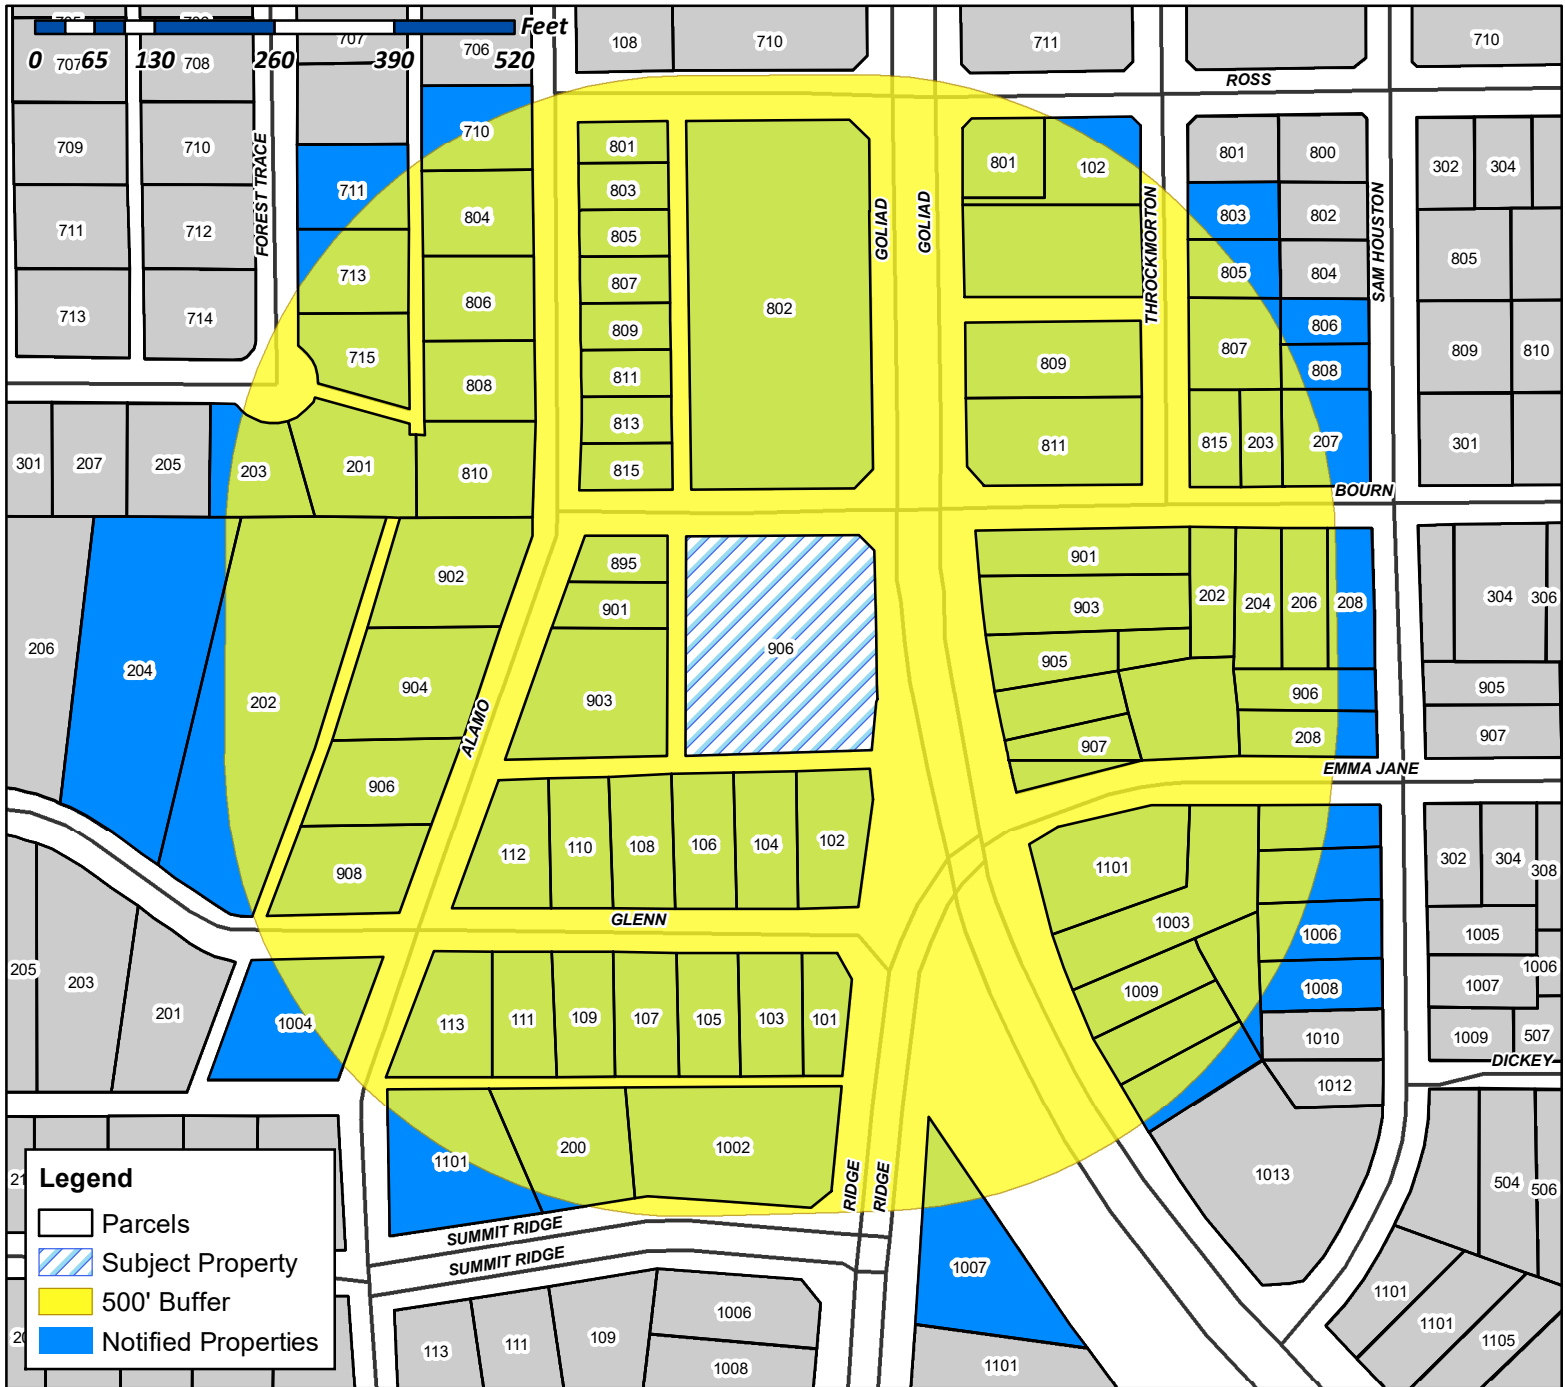 Feet
0 65 130 260 390 520
707 708 707 706 108 710 711 710
ROSS
709 710 711 710 801 801 102 801 800 302 304
FOREST TRACE
711 712 713 804 803 805 807 809 811 813 815
GOLIAD
GOLIAD
THROCKMORTON
SAM HOUSTON
803 802 805 804 805
713 714 715 806 808 802 809 811 807 806 808 809 810
301 207 205 203 201 810 815 203 207 301
BOURN
206 204 202 902 904 906 908
ALAMO
895 901 903 906
901 903 905 907 202 204 206 208
906 208
304 306 905 907
EMMA JANE
112 110 108 106 104 102
GLENN
1101 1003 1009 1006 1008 1010 1012
302 304 308 1005 1006 1007 1009 507
DICKEY
205 203 201 1004
113 111 109 107 105 103 101
1101 200 1002
RIDGE
RIDGE
SUMMIT RIDGE
SUMMIT RIDGE
1007 1013 504 506
1101 1101 1105
113 111 109 1006 1008 1101
Legend
Parcels
Subject Property
500' Buffer
Notified Properties